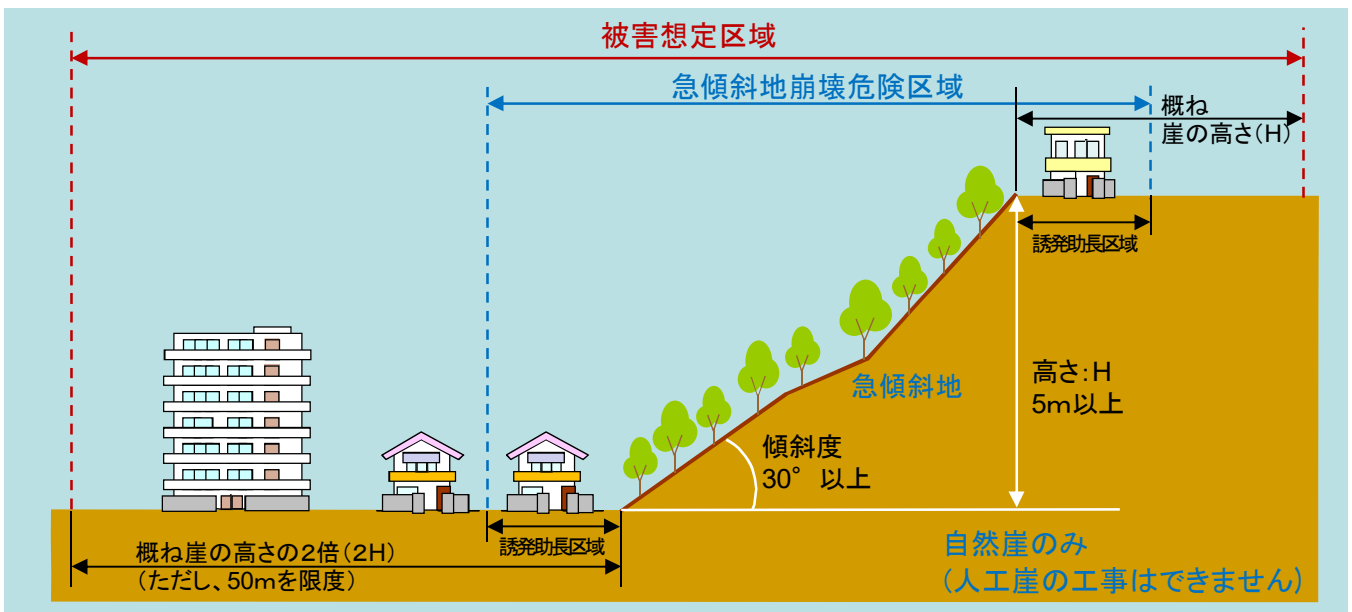 被害想定区域
急傾斜地崩壊危険区域
概ね
崖の高さ(H)
誘発助長区域
急傾斜地
高さ:H
5m以上
傾斜度
30°以上
誘発助長区域
概ね崖の高さの2倍(2H)
(ただし、50mを限度)
自然崖のみ
(人工崖の工事はできません)